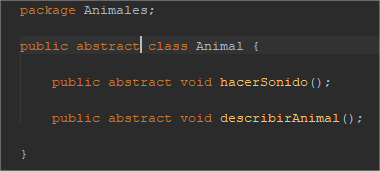 package Animales;
public abstract class Animal {
public abstract void hacerSonido();
public abstract void describirAnimal();
}